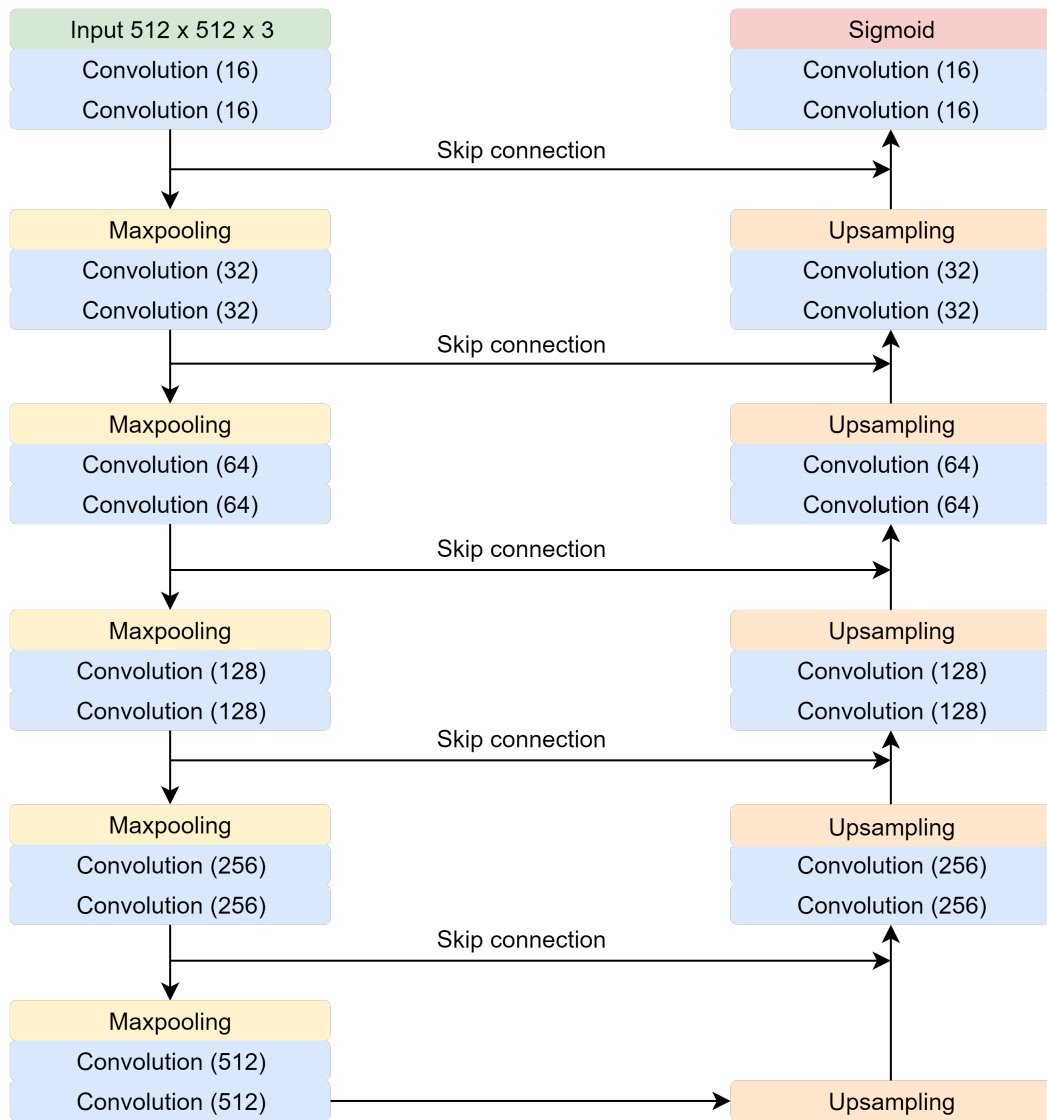 Input 512 x 512 x 3
Convolution (16)
Convolution (16)
Skip connection
Maxpooling
Convolution (32)
Convolution (32)
Skip connection
Maxpooling
Convolution (64)
Convolution (64)
Skip connection
Maxpooling
Convolution (128)
Convolution (128)
Skip connection
Maxpooling
Convolution (256)
Convolution (256)
Skip connection
Maxpooling
Convolution (512)
Convolution (512)
Sigmoid
Convolution (16)
Convolution (16)
Upsampling
Convolution (32)
Convolution (32)
Upsampling
Convolution (64)
Convolution (64)
Upsampling
Convolution (128)
Convolution (128)
Upsampling
Convolution (256)
Convolution (256)
Upsampling